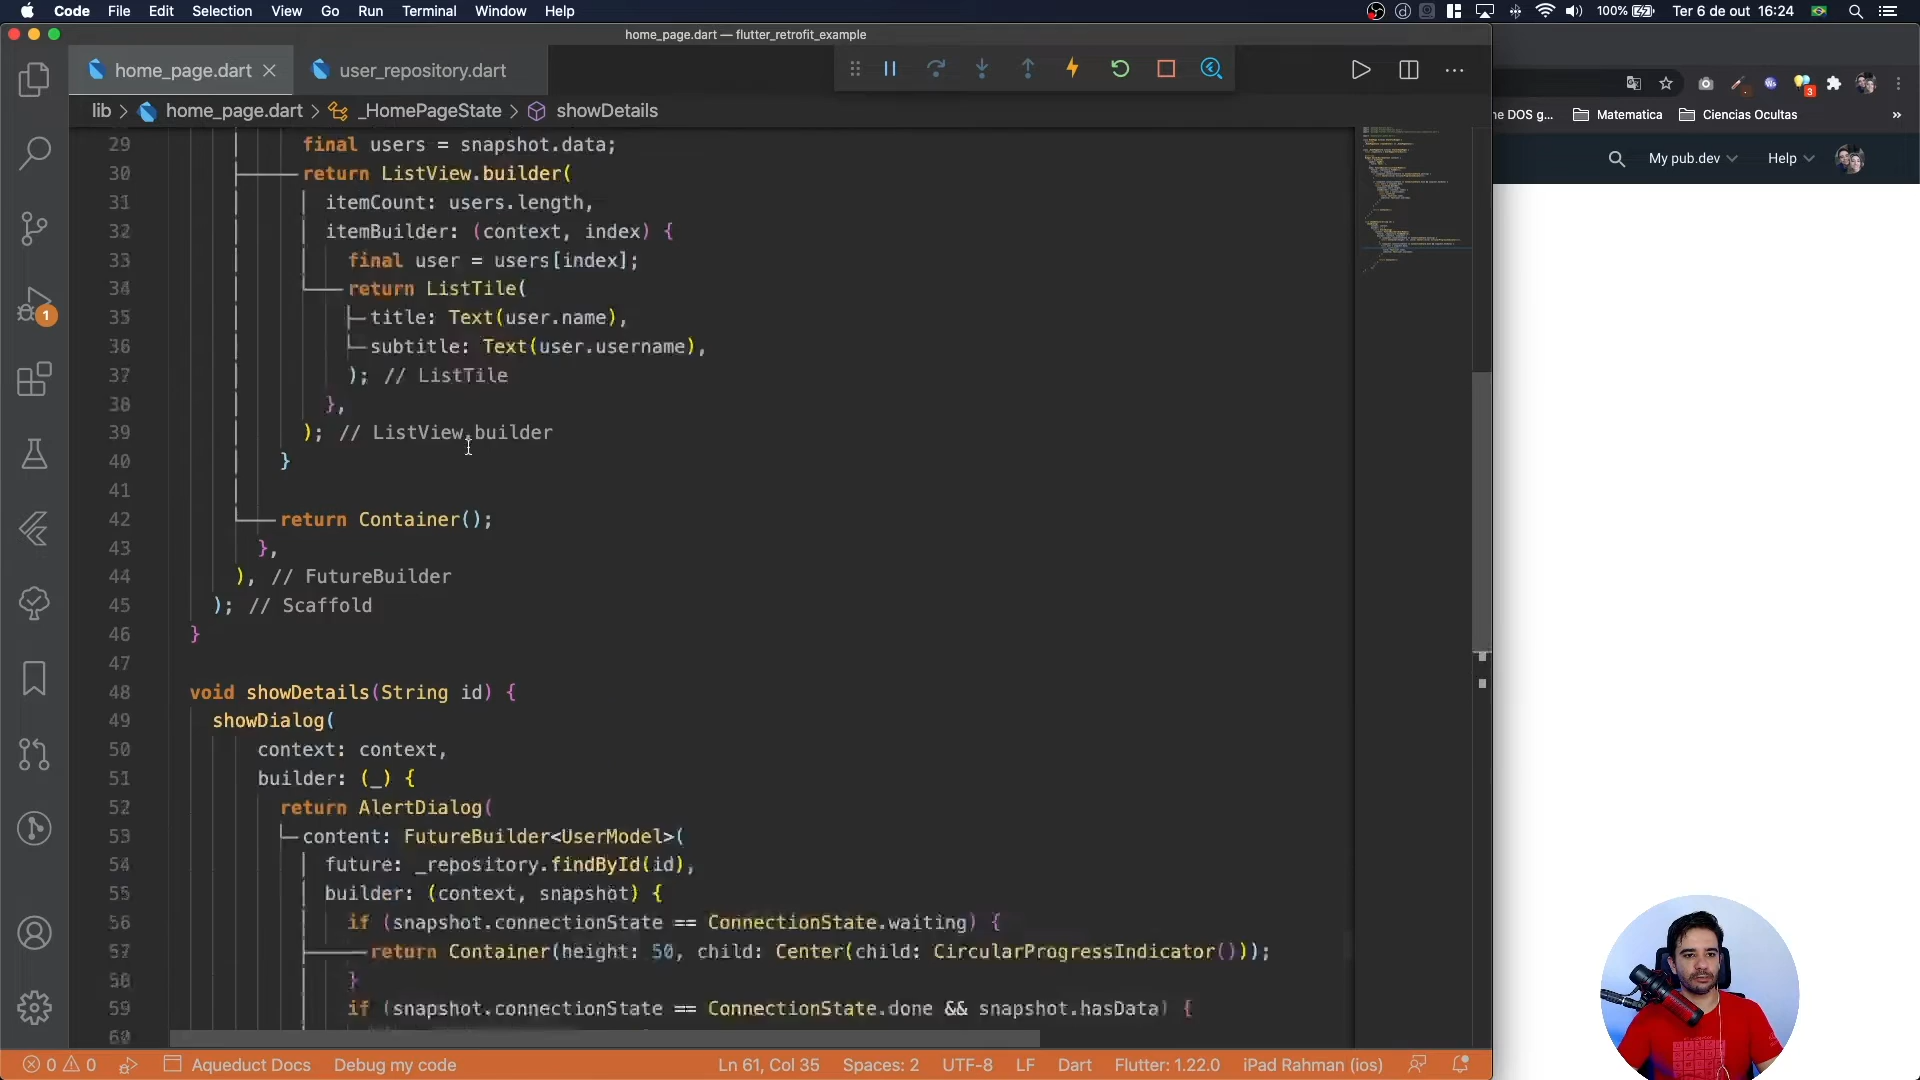 Code File Edit Selection View Go Run Terminal Window Help 100% Ter 6 de out 16:24
home_page.dart — flutter_retrofit_example
home_page.dart user_repository.dart
lib > home_page.dart > _HomePageState > showDetails
29 final users = snapshot.data;
30 return ListView.builder(
31 itemCount: users.length,
32 itemBuilder: (context, index) {
33 final user = users[index];
34 return ListTile(
35 title: Text(user.name),
36 subtitle: Text(user.username),
37 ); // ListTile
38 },
39 ); // ListView.builder
40 }
41
42 return Container();
43 },
44 ), // FutureBuilder
45 ); // Scaffold
46 }
47
48 void showDetails(String id) {
49 showDialog(
50 context: context,
51 builder: (_) {
52 return AlertDialog(
53 content: FutureBuilder<UserModel>(
54 future: _repository.findById(id),
55 builder: (context, snapshot) {
56 if (snapshot.connectionState == ConnectionState.waiting) {
57 return Container(height: 50, child: Center(child: CircularProgressIndicator()));
58 }
59 if (snapshot.connectionState == ConnectionState.done && snapshot.hasData) {
60
1
0 0 Aqueduct Docs Debug my code Ln 61, Col 35 Spaces: 2 UTF-8 LF Dart Flutter: 1.22.0 iPad Rahman (ios)
3
ne DOS g... Matematica Ciencias Ocultas »
My pub.dev Help